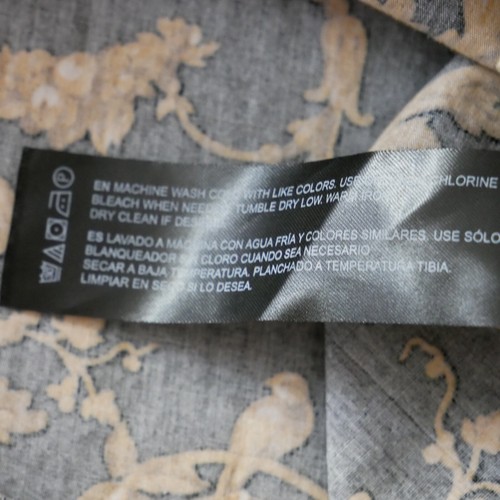 EN MACHINE WASH COLD WITH LIKE COLORS. USE CHLORINE
BLEACH WHEN NEEDED. TUMBLE DRY LOW. WARM IRON.
DRY CLEAN IF DESIRED.
ES LAVADO A MÁQUINA CON AGUA FRÍA Y COLORES SIMILARES. USE SÓLO
BLANQUEADOR SIN CLORO CUANDO SEA NECESARIO
SECAR A BAJA TEMPERATURA. PLANCHADO A TEMPERATURA TIBIA.
LIMPIAR EN SECO SI LO DESEA.